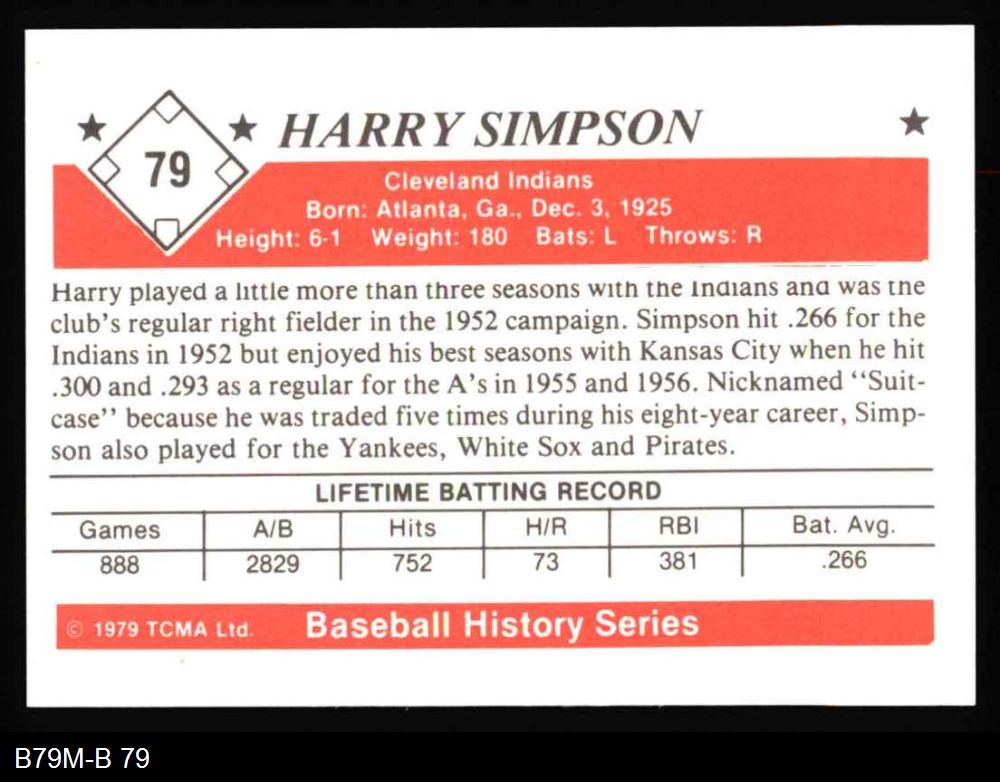 79
HARRY SIMPSON
Cleveland Indians
Born: Atlanta, Ga., Dec. 3, 1925
Height: 6-1 Weight: 180 Bats: L Throws: R
Harry played a little more than three seasons with the Indians and was the
club's regular right fielder in the 1952 campaign. Simpson hit .266 for the
Indians in 1952 but enjoyed his best seasons with Kansas City when he hit
.300 and .293 as a regular for the A's in 1955 and 1956. Nicknamed “Suit-
case” because he was traded five times during his eight-year career, Simp-
son also played for the Yankees, White Sox and Pirates.
LIFETIME BATTING RECORD
Games A/B Hits H/R RBI Bat. Avg.
888 2829 752 73 381 .266
© 1979 TCMA Ltd. Baseball History Series
B79M-B 79